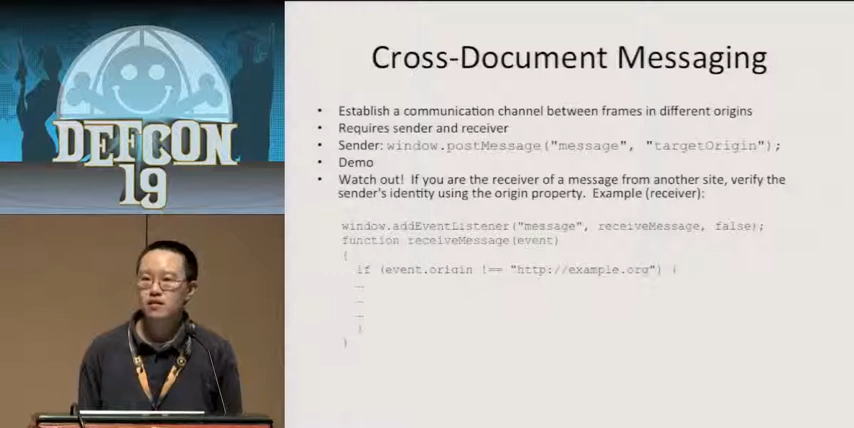 DEFCON
19
Cross-Document Messaging
• Establish a communication channel between frames in different origins
• Requires sender and receiver
• Sender: window.postMessage("message", "targetOrigin");
• Demo
• Watch out! If you are the receiver of a message from another site, verify the
sender's identity using the origin property. Example (receiver):
window.addEventListener("message", receiveMessage, false);
function receiveMessage(event)
{
if (event.origin !== "http://example.org") {
…
…
…
}
}